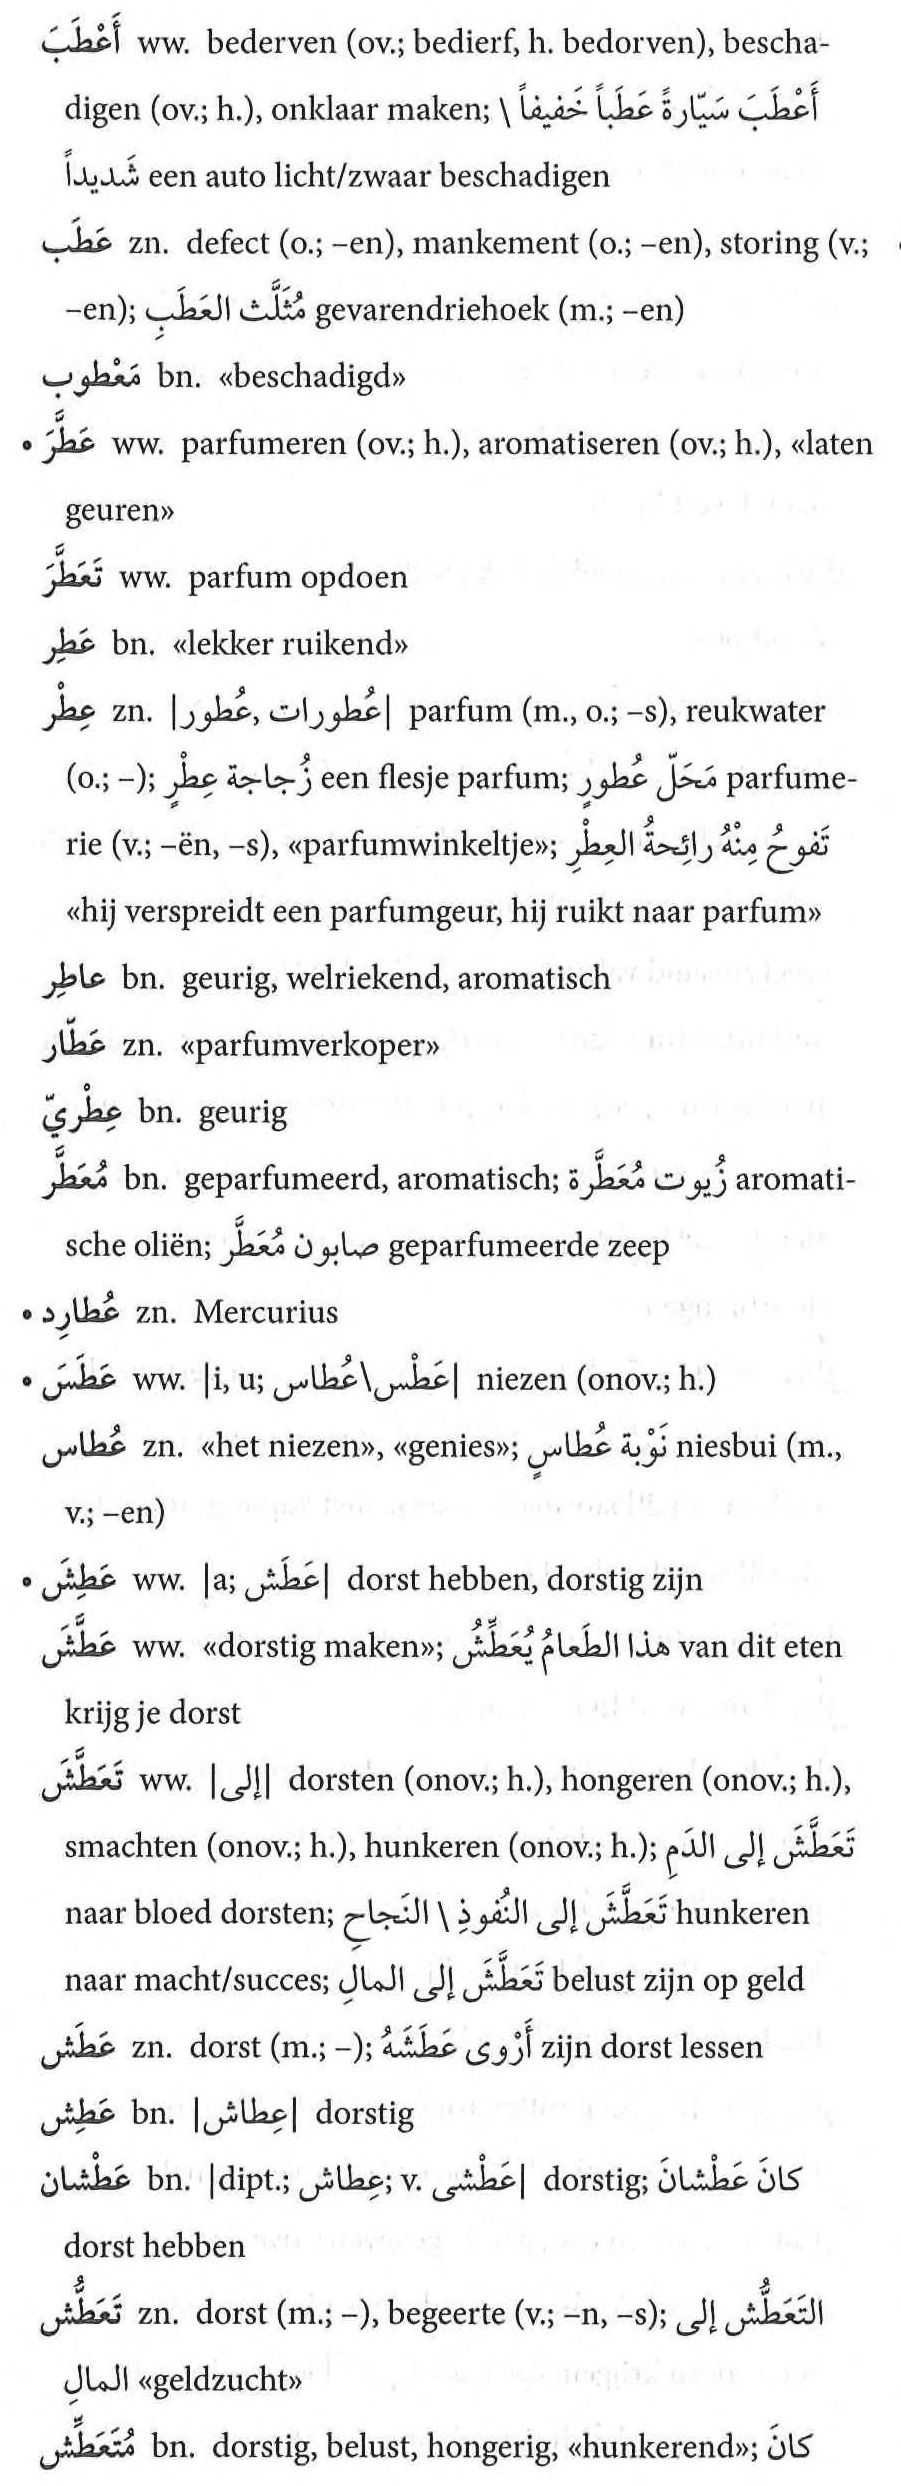 أَعْطَبَ ww. bederven (ov.; bedierf, h. bedorven), bescha-
digen (ov.; h.), onklaar maken; أَعْطَبَ سَيّارةً عَطَباً خَفيفاً \
شَديداً een auto licht/zwaar beschadigen
عَطَب zn. defect (o.; –en), mankement (o.; –en), storing (v.;
–en); مُثَلَّث العَطَبِ gevarendriehoek (m.; –en)
مَعْطوب bn. «beschadigd»
• عَطَّرَ ww. parfumeren (ov.; h.), aromatiseren (ov.; h.), «laten
geuren»
تَعَطَّرَ ww. parfum opdoen
عَطِر bn. «lekker ruikend»
عِطْر zn. |عُطورات, عُطور| parfum (m., o.; –s), reukwater
(o.; –); زُجاجة عِطْرٍ een flesje parfum; مَحَلّ عُطورٍ parfume-
rie (v.; –ën, –s), «parfumwinkeltje»; تَفوحُ مِنْهُ رائِحةُ العِطْرِ
«hij verspreidt een parfumgeur, hij ruikt naar parfum»
عاطِر bn. geurig, welriekend, aromatisch
عَطّار zn. «parfumverkoper»
عِطْريّ bn. geurig
مُعَطَّر bn. geparfumeerd, aromatisch; زُيوت مُعَطَّرة aromati-
sche oliën; صابون مُعَطَّر geparfumeerde zeep
• عُطارِد zn. Mercurius
• عَطَسَ ww. |i, u; عَطْس\عُطاس| niezen (onov.; h.)
عُطاس zn. «het niezen», «genies»; نَوْبة عُطاسٍ niesbui (m.,
v.; –en)
• عَطِشَ ww. |a; عَطَش| dorst hebben, dorstig zijn
عَطَّشَ ww. «dorstig maken»; هذا الطَعامُ يُعَطِّشُ van dit eten
krijg je dorst
تَعَطَّشَ ww. |إلى| dorsten (onov.; h.), hongeren (onov.; h.),
smachten (onov.; h.), hunkeren (onov.; h.); تَعَطَّشَ إلى الدَمِ
naar bloed dorsten; تَعَطَّشَ إلى النُفوذِ \ النَجاحِ hunkeren
naar macht/succes; تَعَطَّشَ إلى المالِ belust zijn op geld
عَطَش zn. dorst (m.; –); أَرْوى عَطَشَهُ zijn dorst lessen
عَطِش bn. |عِطاش| dorstig
عَطْشان bn. |dipt.; عِطاش; v. عَطْشى| dorstig; كانَ عَطْشانَ
dorst hebben
تَعَطُّش zn. dorst (m.; –), begeerte (v.; –n, –s); التَعَطُّش إلى
المالِ «geldzucht»
مُتَعَطِّش bn. dorstig, belust, hongerig, «hunkerend»; كانَ